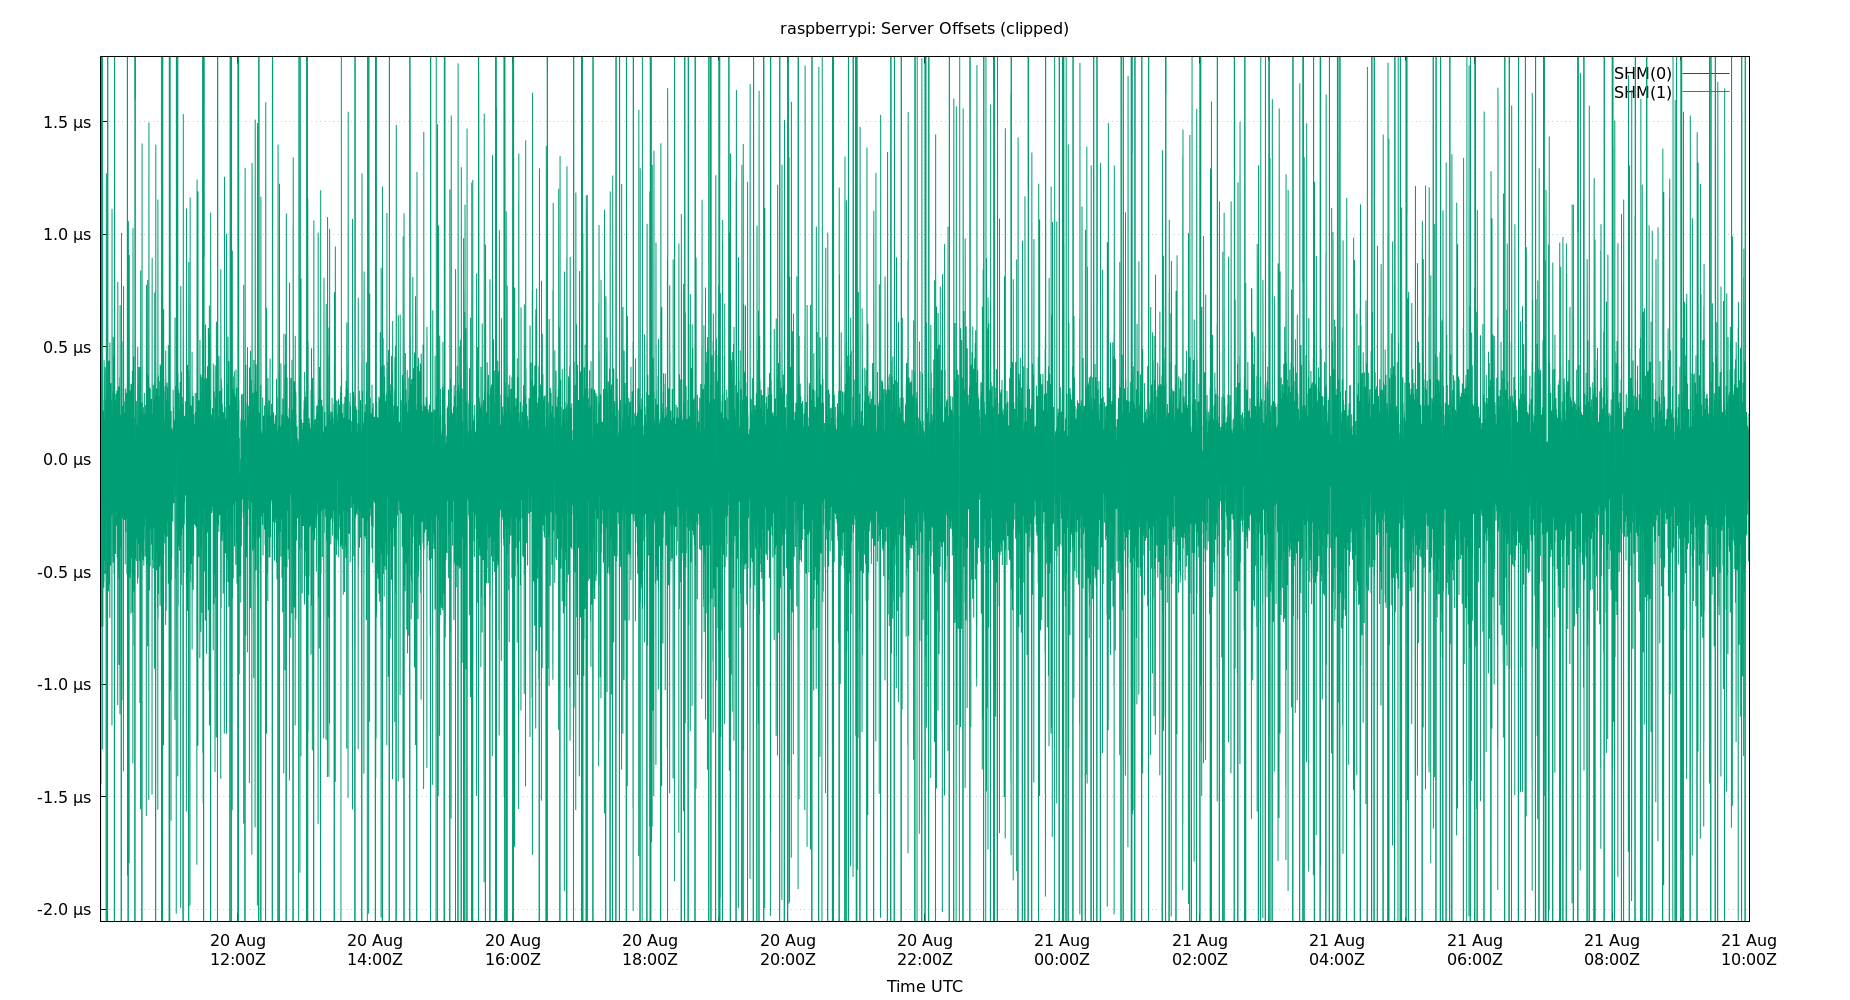 raspberrypi: Server Offsets (clipped)
SHM(0)
SHM(1)
1.5 µs
1.0 µs
0.5 µs
0.0 µs
-0.5 µs
-1.0 µs
-1.5 µs
-2.0 µs
20 Aug 20 Aug 20 Aug 20 Aug 20 Aug 20 Aug 21 Aug 21 Aug 21 Aug 21 Aug 21 Aug 21 Aug
12:00Z 14:00Z 16:00Z 18:00Z 20:00Z 22:00Z 00:00Z 02:00Z 04:00Z 06:00Z 08:00Z 10:00Z
Time UTC